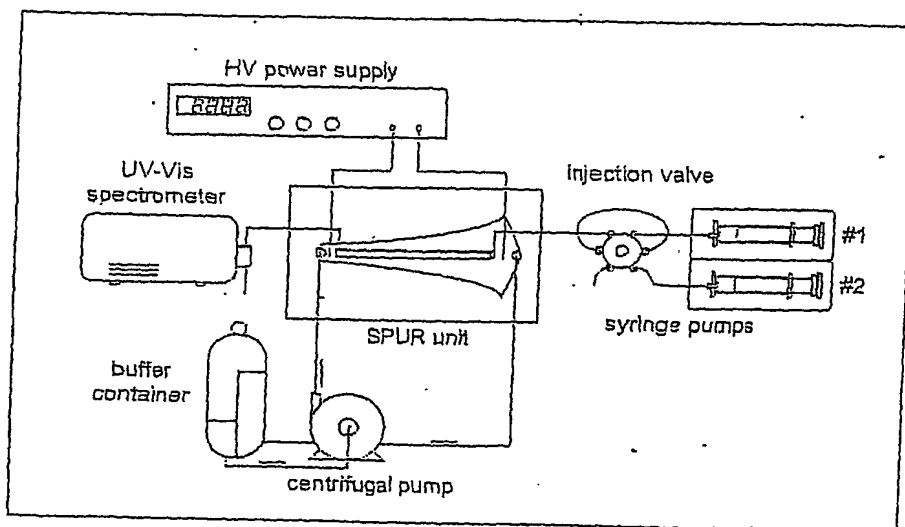 HV power supply
UV-Vis
spectrometer
injection valve
#1
#2
syringe pumps
SPUR unit
buffer
container
centrifugal pump